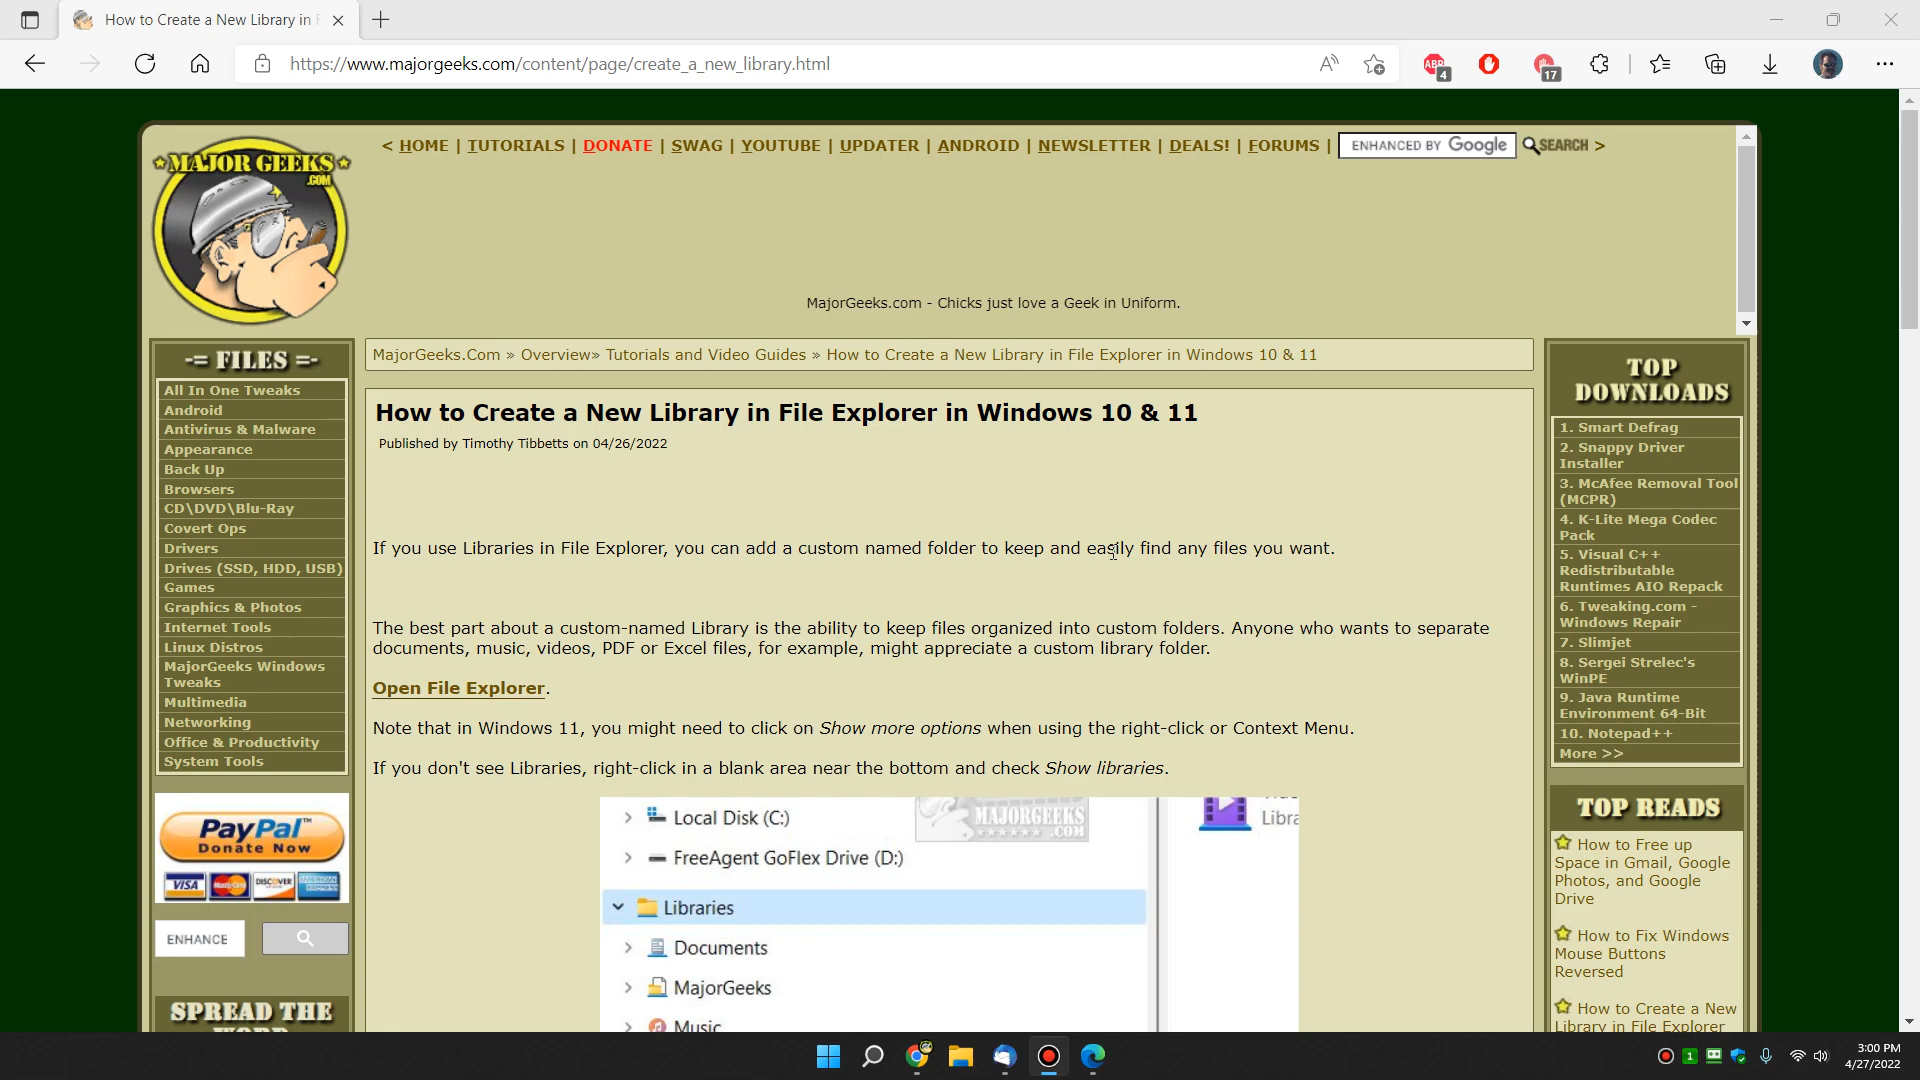 How to Create a New Library in F
https://www.majorgeeks.com/content/page/create_a_new_library.html
ABP
4
17
MAJOR GEEKS
.COM
< HOME | TUTORIALS | DONATE | SWAG | YOUTUBE | UPDATER | ANDROID | NEWSLETTER | DEALS! | FORUMS | ENHANCED BY Google SEARCH >
MajorGeeks.com - Chicks just love a Geek in Uniform.
-= FILES =-
All In One Tweaks
Android
Antivirus & Malware
Appearance
Back Up
Browsers
CD\DVD\Blu-Ray
Covert Ops
Drivers
Drives (SSD, HDD, USB)
Games
Graphics & Photos
Internet Tools
Linux Distros
MajorGeeks Windows
Tweaks
Multimedia
Networking
Office & Productivity
System Tools
PayPal™
Donate Now
VISA MasterCard DISCOVER
ENHANCE
SPREAD THE
WORD
MajorGeeks.Com » Overview» Tutorials and Video Guides » How to Create a New Library in File Explorer in Windows 10 & 11
How to Create a New Library in File Explorer in Windows 10 & 11
Published by Timothy Tibbetts on 04/26/2022
If you use Libraries in File Explorer, you can add a custom named folder to keep and easily find any files you want.
The best part about a custom-named Library is the ability to keep files organized into custom folders. Anyone who wants to separate
documents, music, videos, PDF or Excel files, for example, might appreciate a custom library folder.
Open File Explorer.
Note that in Windows 11, you might need to click on Show more options when using the right-click or Context Menu.
If you don't see Libraries, right-click in a blank area near the bottom and check Show libraries.
Local Disk (C:)
MAJORGEEKS
.COM
Libra
FreeAgent GoFlex Drive (D:)
Libraries
Documents
MajorGeeks
Music
TOP
DOWNLOADS
1. Smart Defrag
2. Snappy Driver
Installer
3. McAfee Removal Tool
(MCPR)
4. K-Lite Mega Codec
Pack
5. Visual C++
Redistributable
Runtimes AIO Repack
6. Tweaking.com -
Windows Repair
7. Slimjet
8. Sergei Strelec's
WinPE
9. Java Runtime
Environment 64-Bit
10. Notepad++
More >>
TOP READS
How to Free up
Space in Gmail, Google
Photos, and Google
Drive
How to Fix Windows
Mouse Buttons
Reversed
How to Create a New
Library in File Explorer
1
3:00 PM
4/27/2022